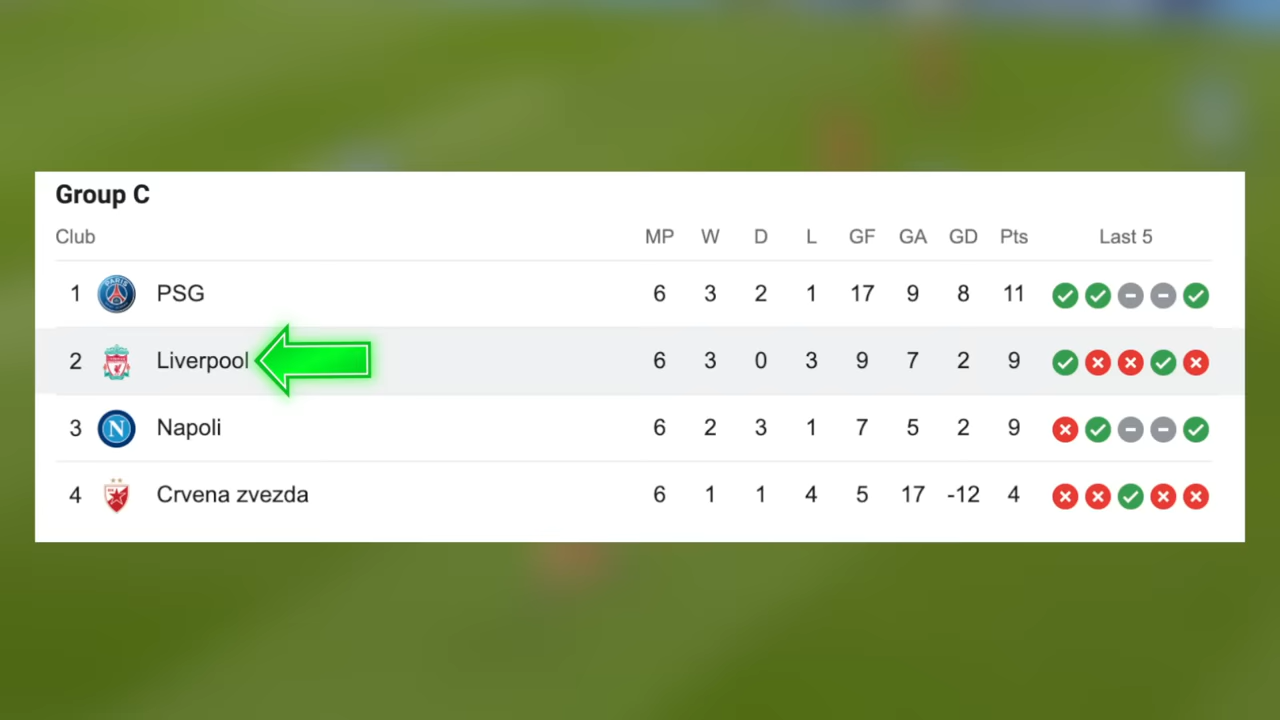 Group C
Club MP W D L GF GA GD Pts Last 5
1 PSG 6 3 2 1 17 9 8 11
2 Liverpool 6 3 0 3 9 7 2 9
3 Napoli 6 2 3 1 7 5 2 9
4 Crvena zvezda 6 1 1 4 5 17 -12 4